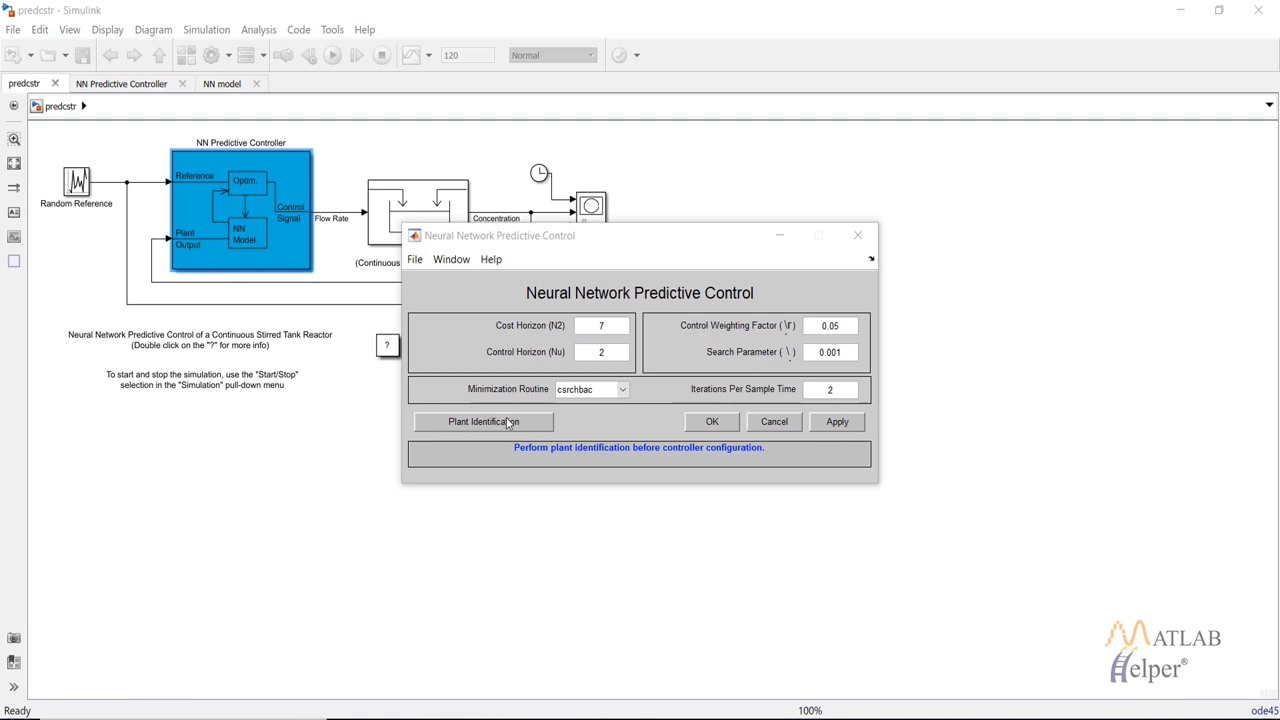 predcstr - Simulink
File Edit View Display Diagram Simulation Analysis Code Tools Help
120 Normal
predcstr NN Predictive Controller NN model
predcstr
NN Predictive Controller
Reference
Optim.
Random Reference
Control
Signal
Flow Rate
Concentration
Plant
Output
NN
Model
(Continuous
Neural Network Predictive Control of a Continuous Stirred Tank Reactor
(Double click on the "?" for more info)
?
To start and stop the simulation, use the "Start/Stop"
selection in the "Simulation" pull-down menu
Neural Network Predictive Control
File Window Help
Neural Network Predictive Control
Cost Horizon (N2) 7 Control Weighting Factor ( \r ) 0.05
Control Horizon (Nu) 2 Search Parameter ( \ ) 0.001
Minimization Routine csrchbac Iterations Per Sample Time 2
Plant Identification OK Cancel Apply
Perform plant identification before controller configuration.
MATLAB
Helper®
Ready 100% ode45